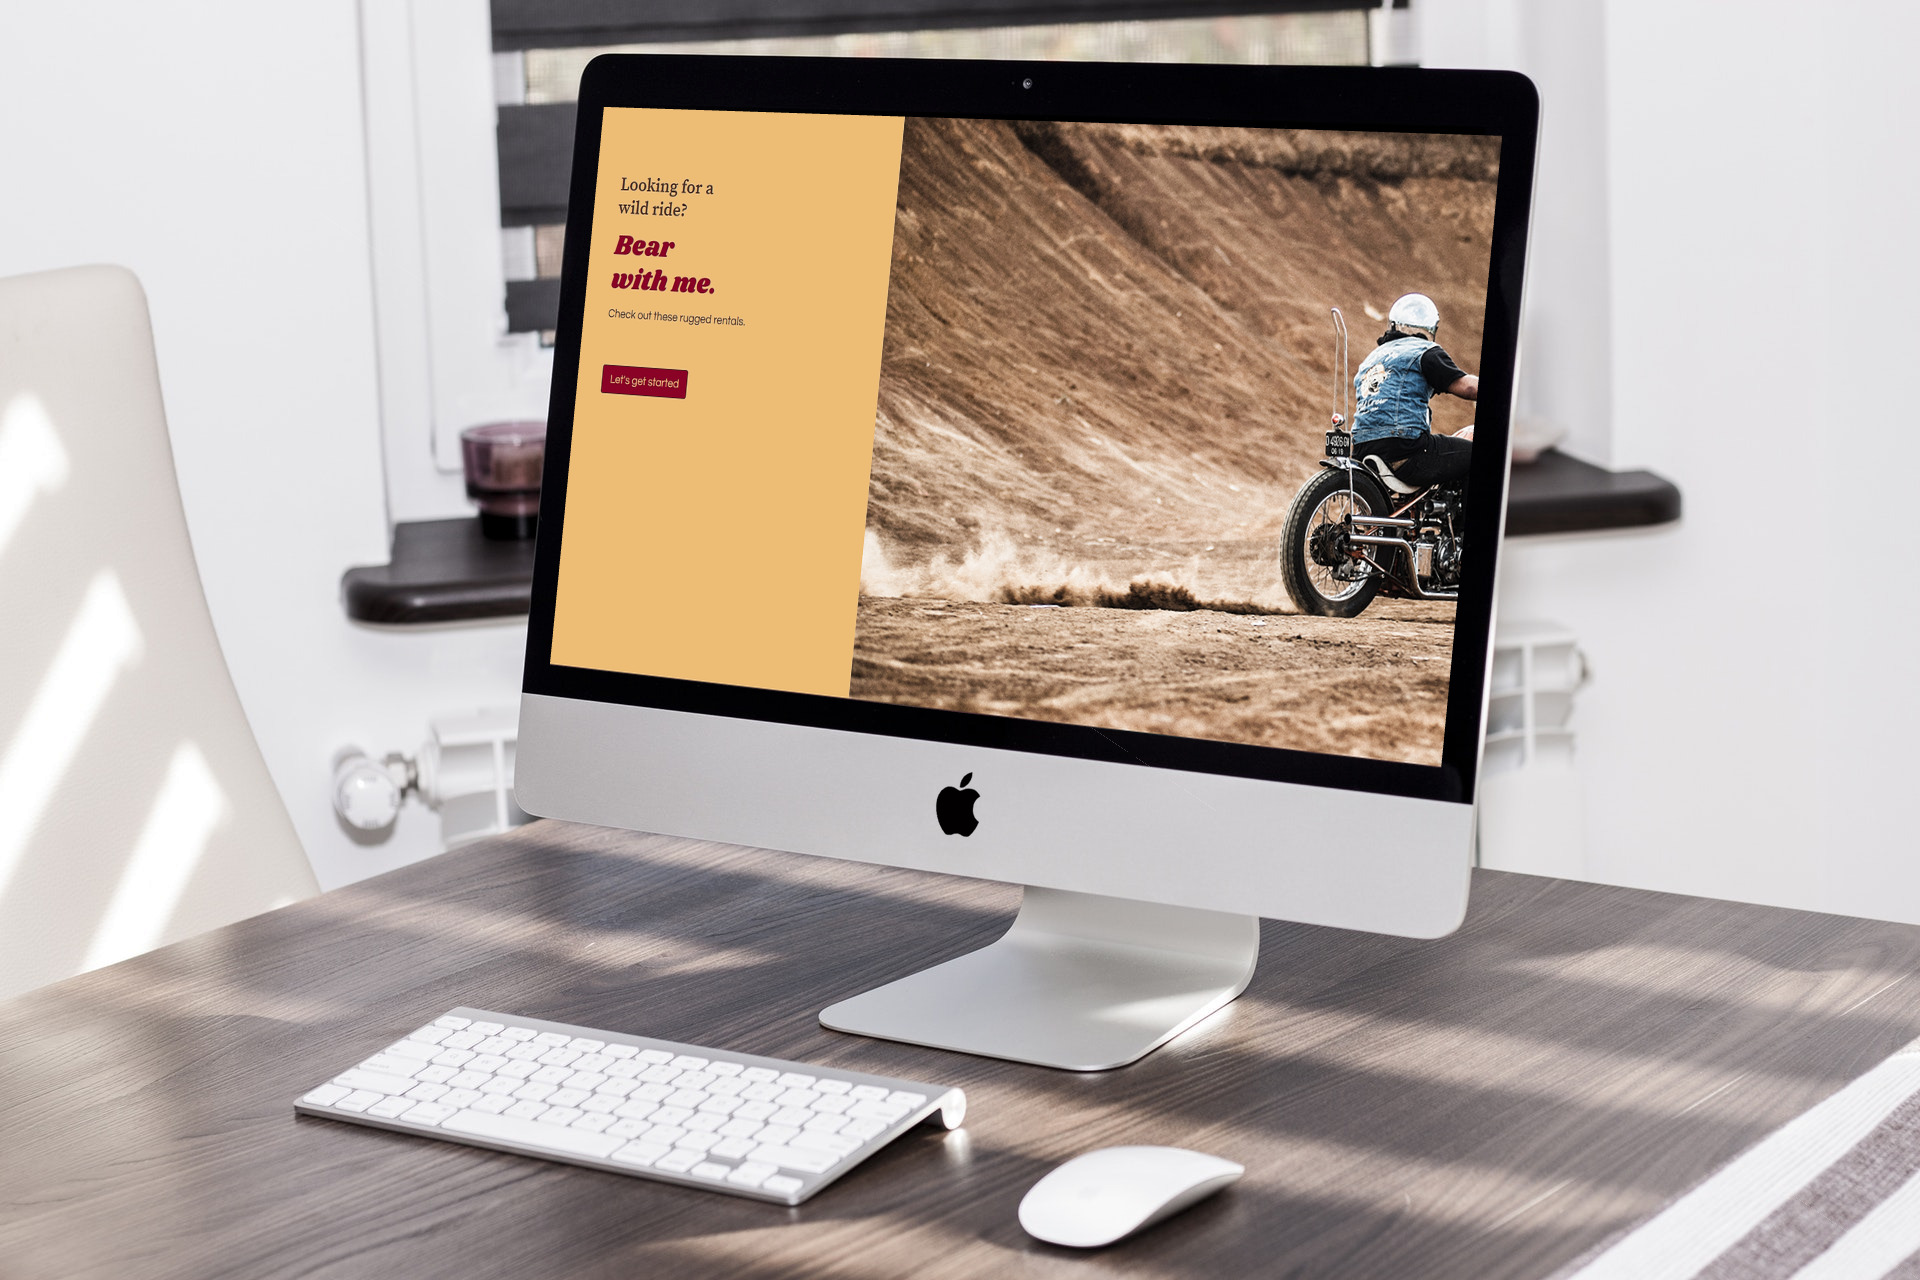 Looking for a
wild ride?
Bear
with me.
Check out these rugged rentals.
Let's get started